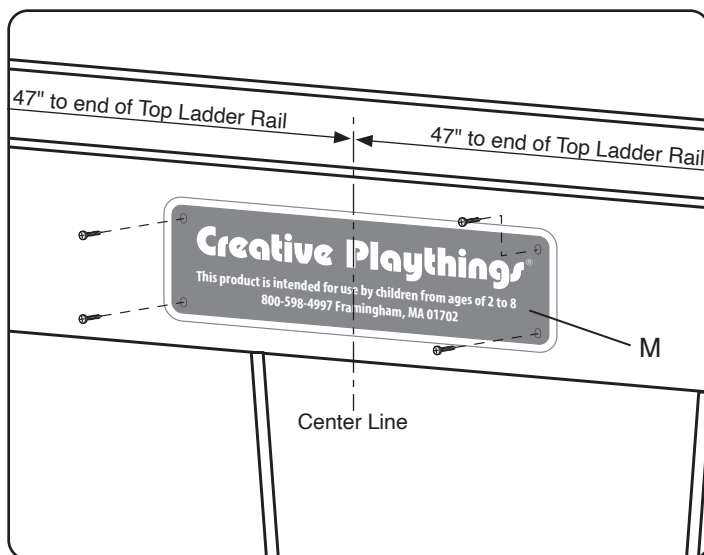 47" to end of Top Ladder Rail
47" to end of Top Ladder Rail
Creative Playthings®
This product is intended for use by children from ages of 2 to 8
800-598-4997 Framingham, MA 01702
M
Center Line